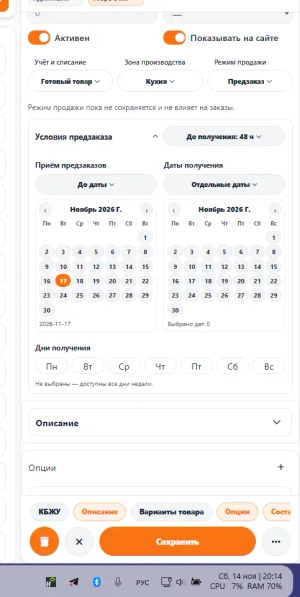 0
—
Активен
Показывать на сайте
Учёт и списание
Зона производства
Режим продажи
Готовый товар
Кухня
Предзаказ
Режим продажи пока не сохраняется и не влияет на заказы.
Условия предзаказа
До получения: 48 ч
Приём предзаказов
Даты получения
До даты
Отдельные даты
‹ Ноябрь 2026 г. ›
Пн Вт Ср Чт Пт Сб Вс
1
2 3 4 5 6 7 8
9 10 11 12 13 14 15
16 17 18 19 20 21 22
23 24 25 26 27 28 29
30
2026-11-17
‹ Ноябрь 2026 г. ›
Пн Вт Ср Чт Пт Сб Вс
1
2 3 4 5 6 7 8
9 10 11 12 13 14 15
16 17 18 19 20 21 22
23 24 25 26 27 28 29
30
Выбрано дат: 0
Дни получения
Пн Вт Ср Чт Пт Сб Вс
Не выбраны — доступны все дни недели.
Описание
Опции +
КБЖУ
Описание
Варианты товара
Опции
Соста
Сохранить
РУС
Сб, 14 ноя | 20:14
CPU 7% RAM 70%